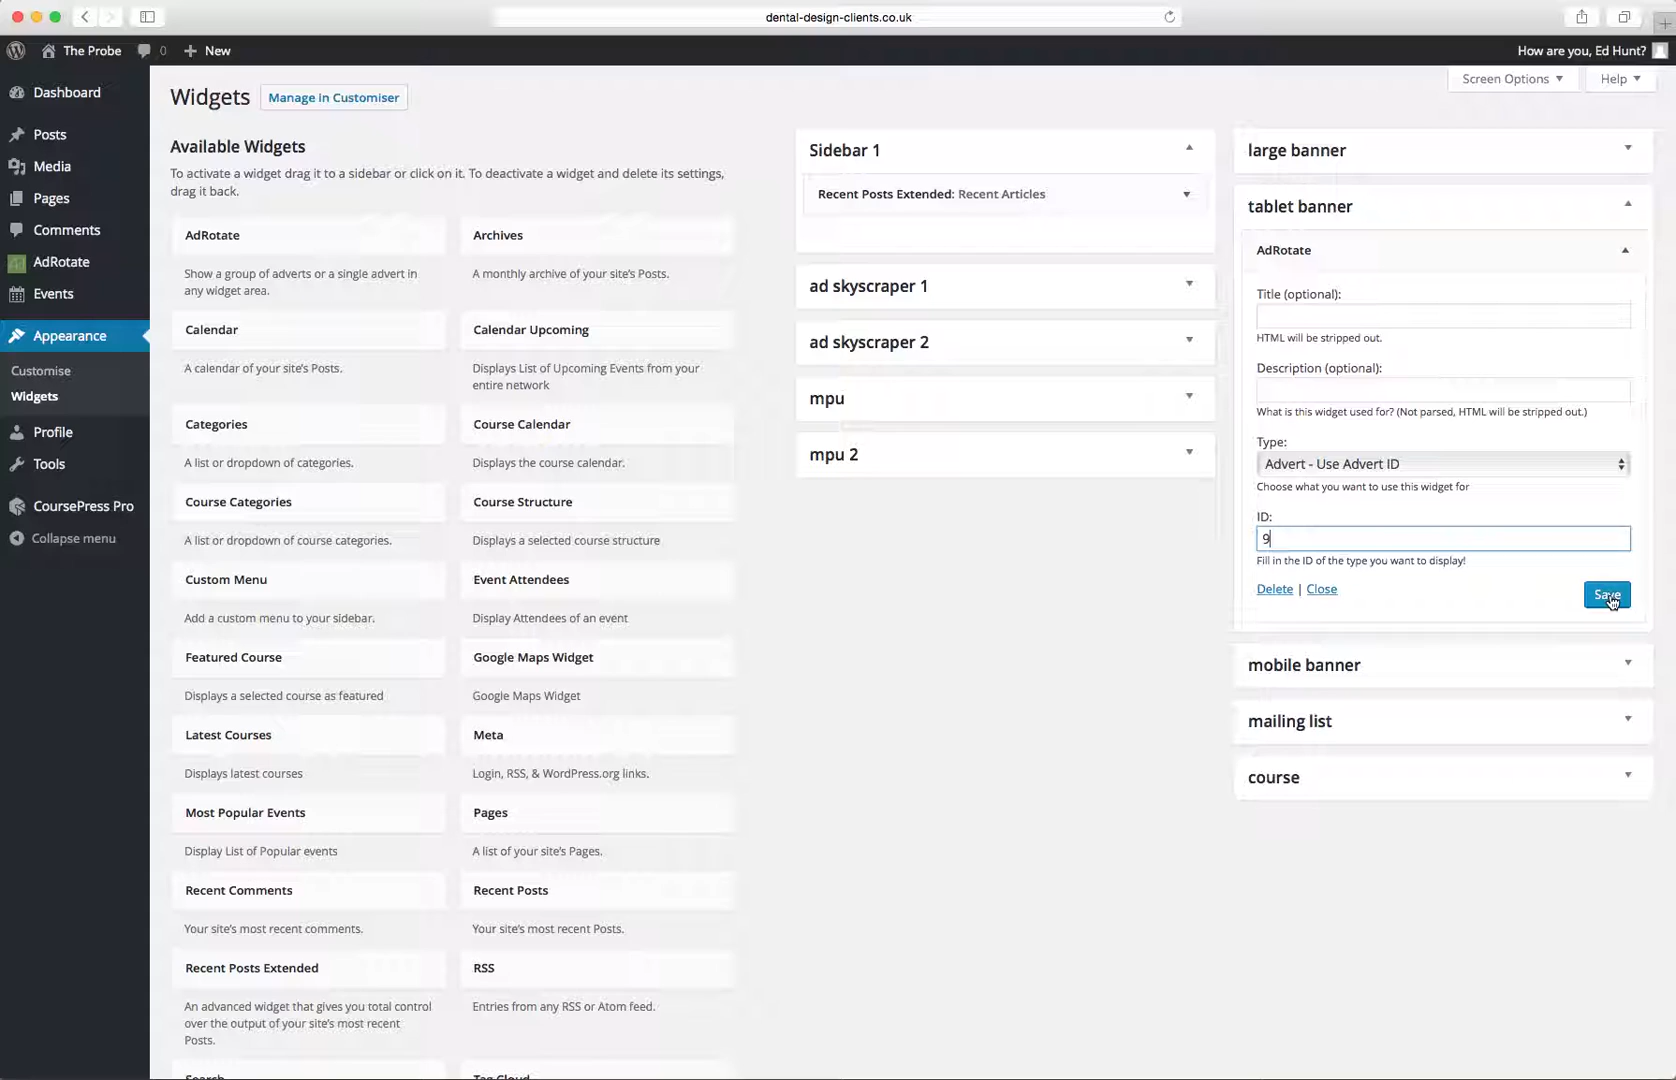 dental-design-clients.co.uk
The Probe
0
New
How are you, Ed Hunt?
Dashboard
Posts
Media
Pages
Comments
AdRotate
Events
Appearance
Customise
Widgets
Profile
Tools
CoursePress Pro
Collapse menu
Screen Options
Help
Widgets
Manage in Customiser
Available Widgets
To activate a widget drag it to a sidebar or click on it. To deactivate a widget and delete its settings,
drag it back.
AdRotate
Show a group of adverts or a single advert in
any widget area.
Archives
A monthly archive of your site's Posts.
Calendar
A calendar of your site's Posts.
Calendar Upcoming
Displays List of Upcoming Events from your
entire network
Categories
A list or dropdown of categories.
Course Calendar
Displays the course calendar.
Course Categories
A list or dropdown of course categories.
Course Structure
Displays a selected course structure
Custom Menu
Add a custom menu to your sidebar.
Event Attendees
Display Attendees of an event
Featured Course
Displays a selected course as featured
Google Maps Widget
Google Maps Widget
Latest Courses
Displays latest courses
Meta
Login, RSS, & WordPress.org links.
Most Popular Events
Display List of Popular events
Pages
A list of your site's Pages.
Recent Comments
Your site's most recent comments.
Recent Posts
Your site's most recent Posts.
Recent Posts Extended
An advanced widget that gives you total control
over the output of your site's most recent
Posts.
RSS
Entries from any RSS or Atom feed.
Search
Tag Cloud
Sidebar 1
Recent Posts Extended: Recent Articles
ad skyscraper 1
ad skyscraper 2
mpu
mpu 2
large banner
tablet banner
AdRotate
Title (optional):
HTML will be stripped out.
Description (optional):
What is this widget used for? (Not parsed, HTML will be stripped out.)
Type:
Advert - Use Advert ID
Choose what you want to use this widget for
ID:
9
Fill in the ID of the type you want to display!
Delete | Close
Save
mobile banner
mailing list
course